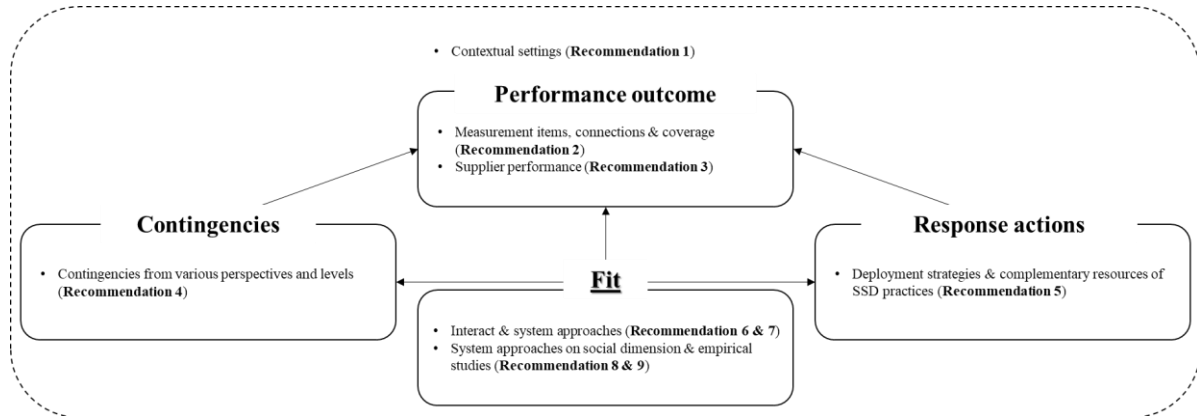 • Contextual settings (Recommendation 1)
Performance outcome
• Measurement items, connections & coverage
(Recommendation 2)
• Supplier performance (Recommendation 3)
Contingencies
• Contingencies from various perspectives and levels
(Recommendation 4)
Response actions
• Deployment strategies & complementary resources of
SSD practices (Recommendation 5)
Fit
• Interact & system approaches (Recommendation 6 & 7)
• System approaches on social dimension & empirical
studies (Recommendation 8 & 9)